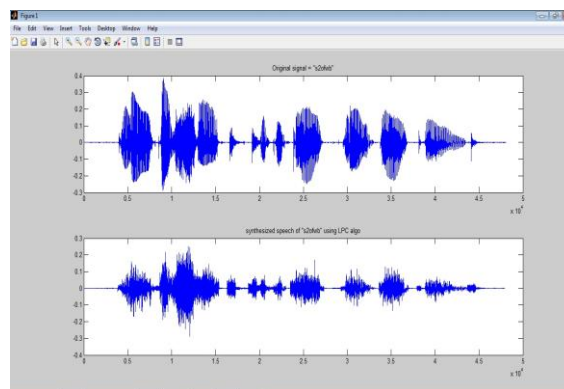 Figure 1
File Edit View Insert Tools Desktop Window Help
Original signal = "s2ofwb"
0.4
0.3
0.2
0.1
0
-0.1
-0.2
-0.3
0 0.5 1 1.5 2 2.5 3 3.5 4 4.5 5
x 10⁴
synthesized speech of "s2ofwb" using LPC algo
0.3
0.2
0.1
0
-0.1
-0.2
-0.3
-0.4
0 0.5 1 1.5 2 2.5 3 3.5 4 4.5 5
x 10⁴